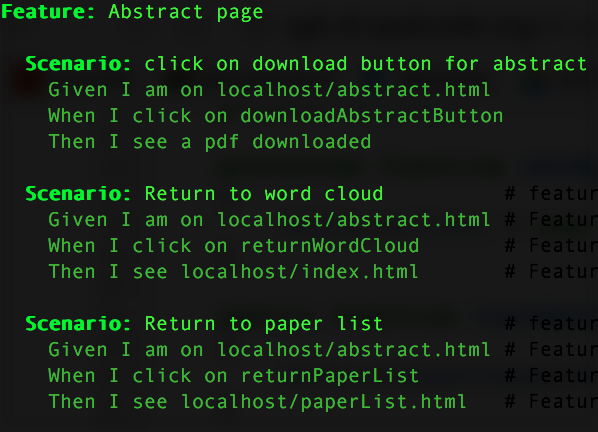 Feature: Abstract page
Scenario: click on download button for abstract
Given I am on localhost/abstract.html
When I click on downloadAbstractButton
Then I see a pdf downloaded
Scenario: Return to word cloud # featur
Given I am on localhost/abstract.html # Featur
When I click on returnWordCloud # Featur
Then I see localhost/index.html # Featur
Scenario: Return to paper list # featur
Given I am on localhost/abstract.html # Featur
When I click on returnPaperList # Featur
Then I see localhost/paperList.html # Featur